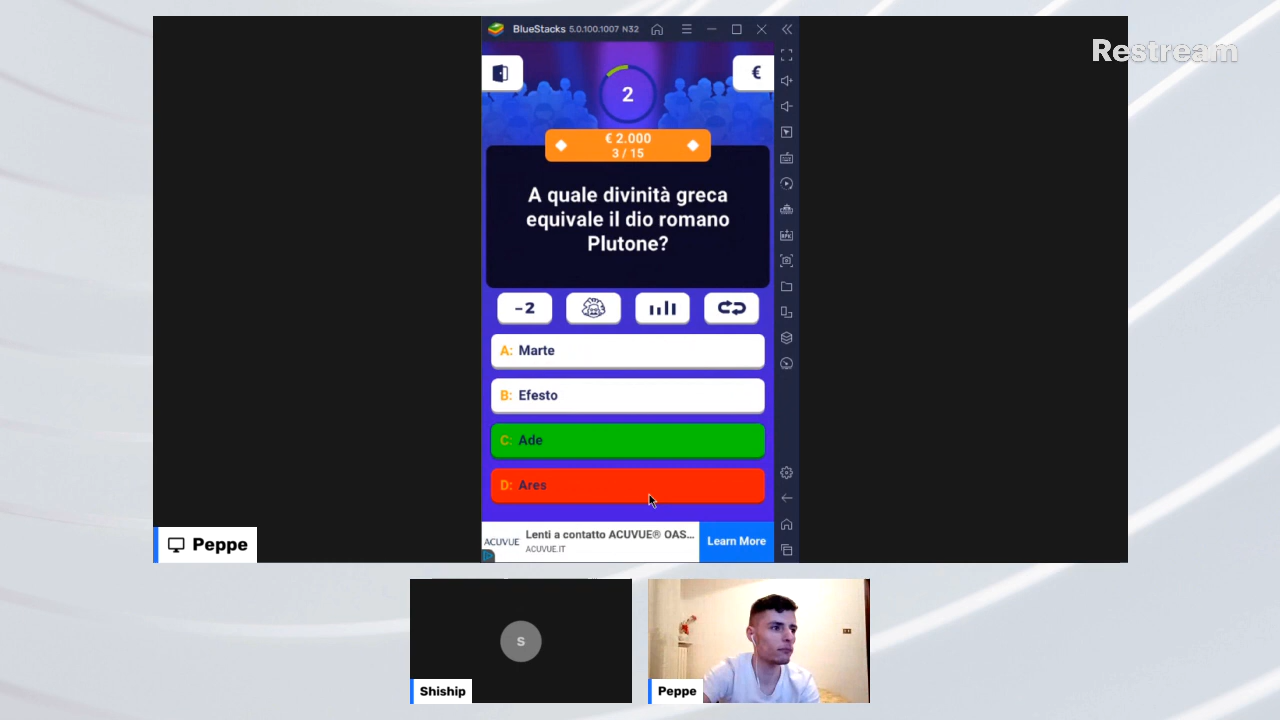 BlueStacks 5.0.100.1007 N32
Restream
€
2
€ 2.000
3 / 15
A quale divinità greca
equivale il dio romano
Plutone?
-2
A: Marte
B: Efesto
C: Ade
D: Ares
ACUVUE
Lenti a contatto ACUVUE® OAS...
ACUVUE.IT
Learn More
Peppe
S
Shiship
Peppe